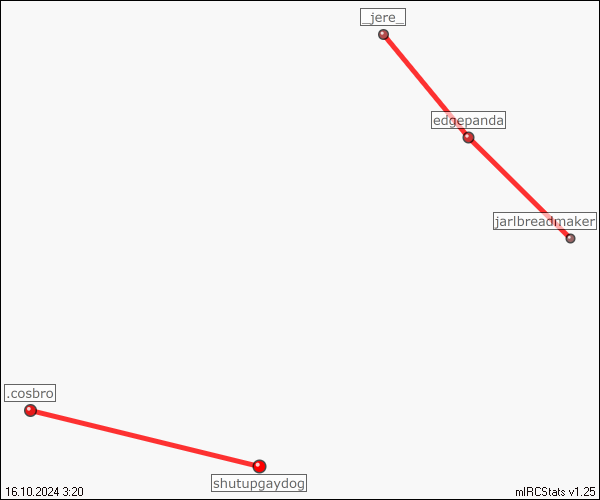 _jere_
edgepanda
jarlbreadmaker
.cosbro
shutupgaydog
16.10.2024 3:20
mIRCStats v1.25